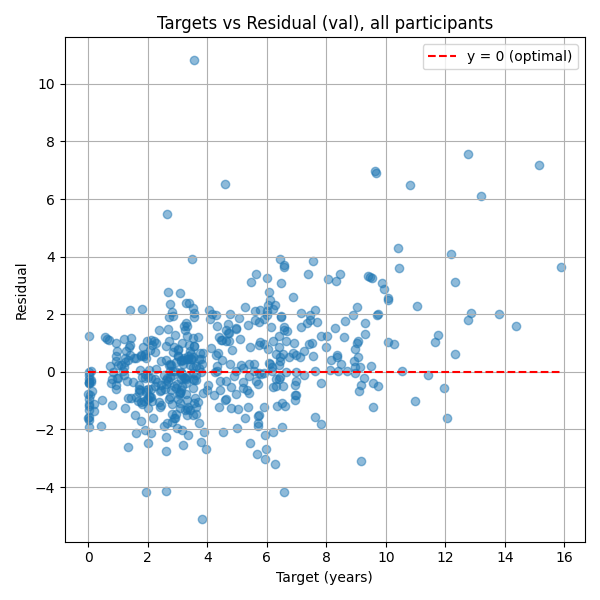 Targets vs Residual (val), all participants
y = 0 (optimal)
10
8
6
4
2
0
−2
−4
Residual
0 2 4 6 8 10 12 14 16
Target (years)